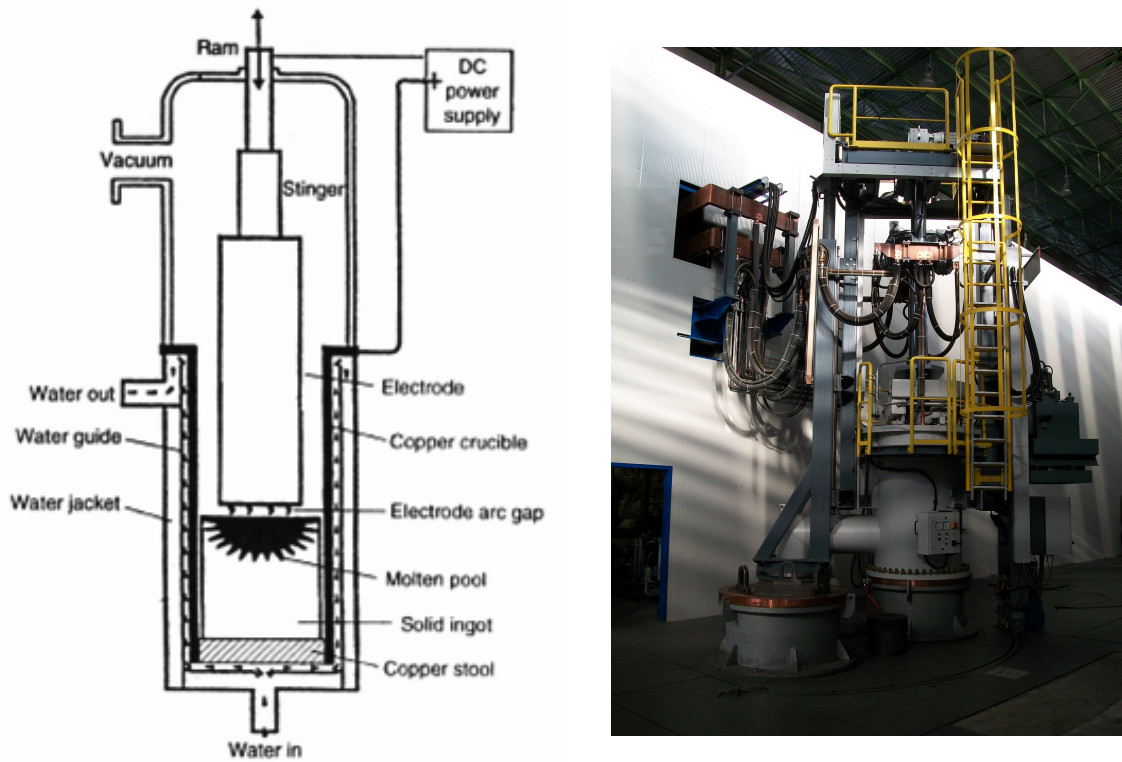 Ram
DC
power
supply
+
Vacuum
Stinger
Electrode
Water out
Copper crucible
Water guide
Water jacket
Electrode arc gap
Molten pool
Solid ingot
Copper stool
Water in